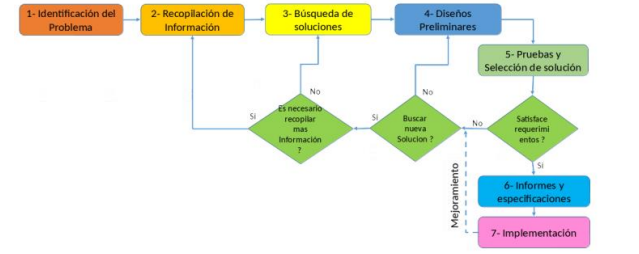 1- Identificación del
Problema
2- Recopilación de
Información
3- Búsqueda de
soluciones
4- Diseños
Preliminares
5- Pruebas y
Selección de solución
No
No
Es necesario
recopilar
mas
Información
?
Si
Buscar
nueva
Solucion ?
Si
No
Satisface
requerimi
entos ?
Si
Mejoramiento
6- Informes y
especificaciones
7- Implementación